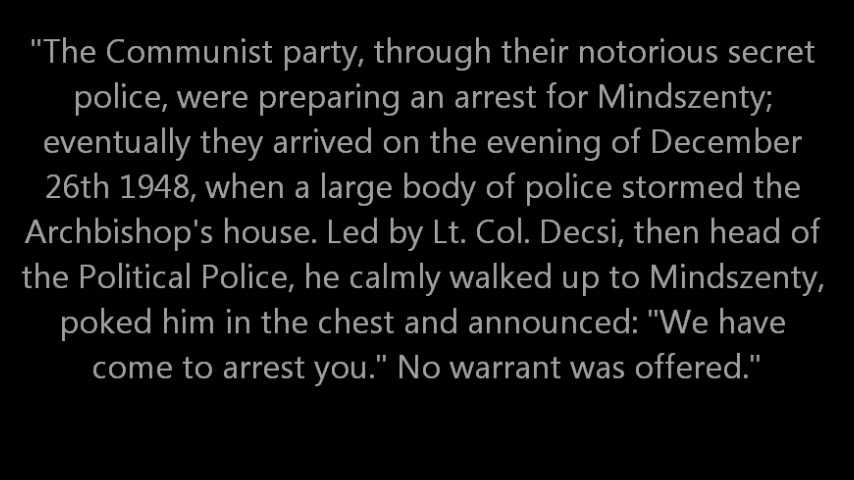 "The Communist party, through their notorious secret
police, were preparing an arrest for Mindszenty;
eventually they arrived on the evening of December
26th 1948, when a large body of police stormed the
Archbishop's house. Led by Lt. Col. Decsi, then head of
the Political Police, he calmly walked up to Mindszenty,
poked him in the chest and announced: "We have
come to arrest you." No warrant was offered."